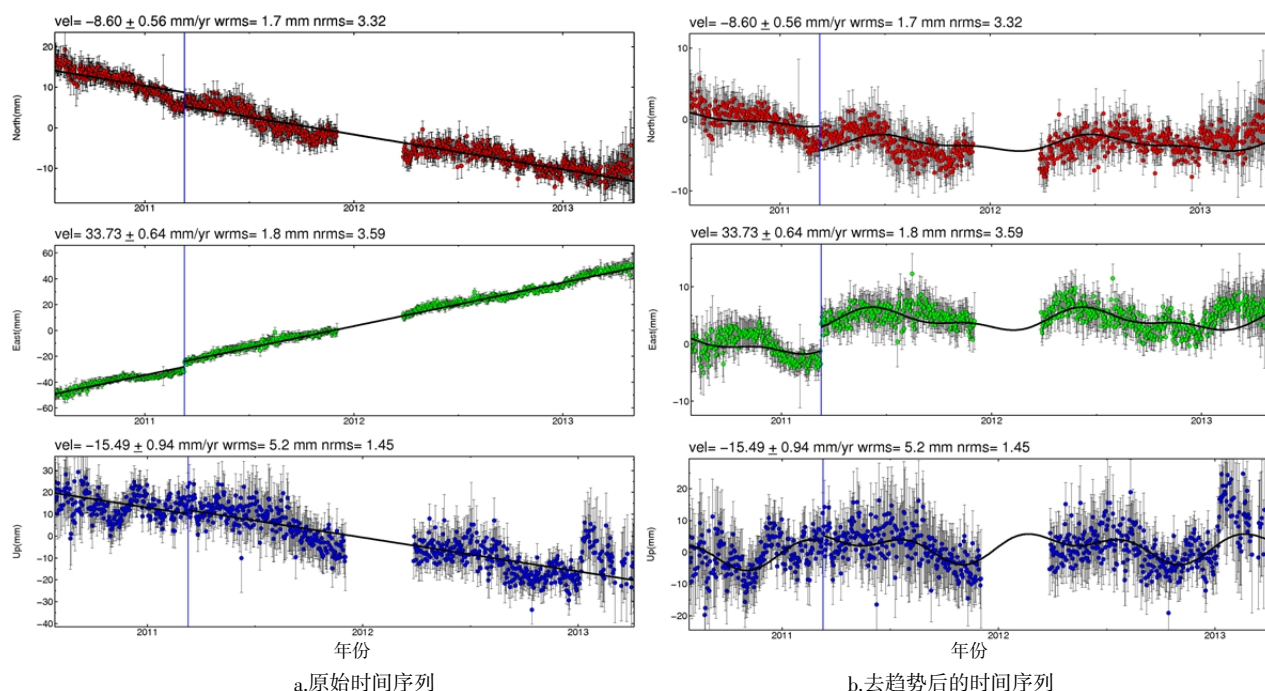 vel= −8.60 ± 0.56 mm/yr wrms= 1.7 mm nrms= 3.32
North(mm)
20
10
0
−10
2011 2012 2013
vel= 33.73 ± 0.64 mm/yr wrms= 1.8 mm nrms= 3.59
East(mm)
60
40
20
0
−20
−40
−60
2011 2012 2013
vel= −15.49 ± 0.94 mm/yr wrms= 5.2 mm nrms= 1.45
Up(mm)
30
20
10
0
−10
−20
−30
−40
2011 2012 2013
年份
a.原始时间序列
vel= −8.60 ± 0.56 mm/yr wrms= 1.7 mm nrms= 3.32
North(mm)
10
0
−10
2011 2012 2013
vel= 33.73 ± 0.64 mm/yr wrms= 1.8 mm nrms= 3.59
East(mm)
10
0
−10
2011 2012 2013
vel= −15.49 ± 0.94 mm/yr wrms= 5.2 mm nrms= 1.45
Up(mm)
20
10
0
−10
−20
2011 2012 2013
年份
b.去趋势后的时间序列